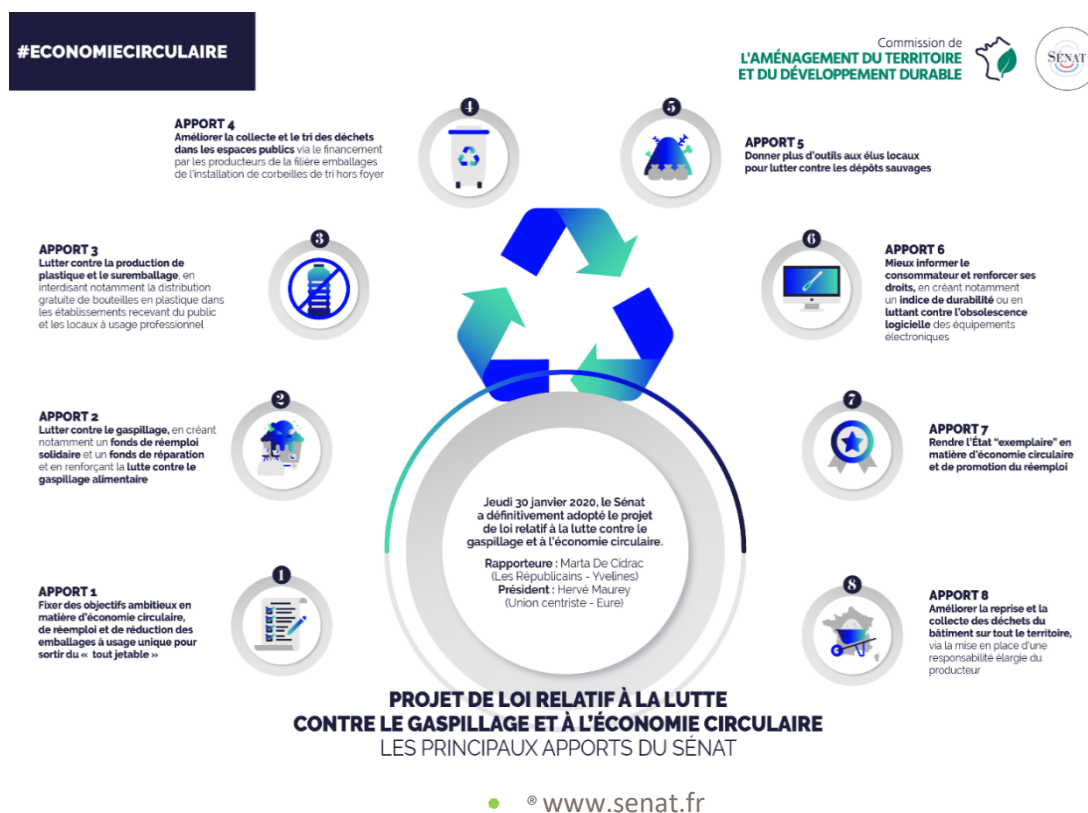 #ECONOMIECIRCULAIRE
Commission de
L'AMÉNAGEMENT DU TERRITOIRE
ET DU DÉVELOPPEMENT DURABLE
SÉNAT
4
APPORT 4
Améliorer la collecte et le tri des déchets
dans les espaces publics via le financement
par les producteurs de la filière emballages
de l'installation de corbeilles de tri hors foyer
5
APPORT 5
Donner plus d'outils aux élus locaux
pour lutter contre les dépôts sauvages
3
APPORT 3
Lutter contre la production de
plastique et le suremballage, en
interdisant notamment la distribution
gratuite de bouteilles en plastique dans
les établissements recevant du public
et les locaux à usage professionnel
6
APPORT 6
Mieux informer le
consommateur et renforcer ses
droits, en créant notamment
un indice de durabilité ou en
luttant contre l'obsolescence
logicielle des équipements
électroniques
2
APPORT 2
Lutter contre le gaspillage, en créant
notamment un fonds de réemploi
solidaire et un fonds de réparation
et en renforçant la lutte contre le
gaspillage alimentaire
7
APPORT 7
Rendre l'État "exemplaire" en
matière d'économie circulaire
et de promotion du réemploi
Jeudi 30 janvier 2020, le Sénat
a définitivement adopté le projet
de loi relatif à la lutte contre le
gaspillage et à l'économie circulaire.
Rapporteure : Marta De Cidrac
(Les Républicains - Yvelines)
Président : Hervé Maurey
(Union centriste - Eure)
1
APPORT 1
Fixer des objectifs ambitieux en
matière d'économie circulaire,
de réemploi et de réduction des
emballages à usage unique pour
sortir du « tout jetable »
8
APPORT 8
Améliorer la reprise et la
collecte des déchets du
bâtiment sur tout le territoire,
via la mise en place d'une
responsabilité élargie du
producteur
PROJET DE LOI RELATIF À LA LUTTE
CONTRE LE GASPILLAGE ET À L'ÉCONOMIE CIRCULAIRE
LES PRINCIPAUX APPORTS DU SÉNAT
• ® www.senat.fr